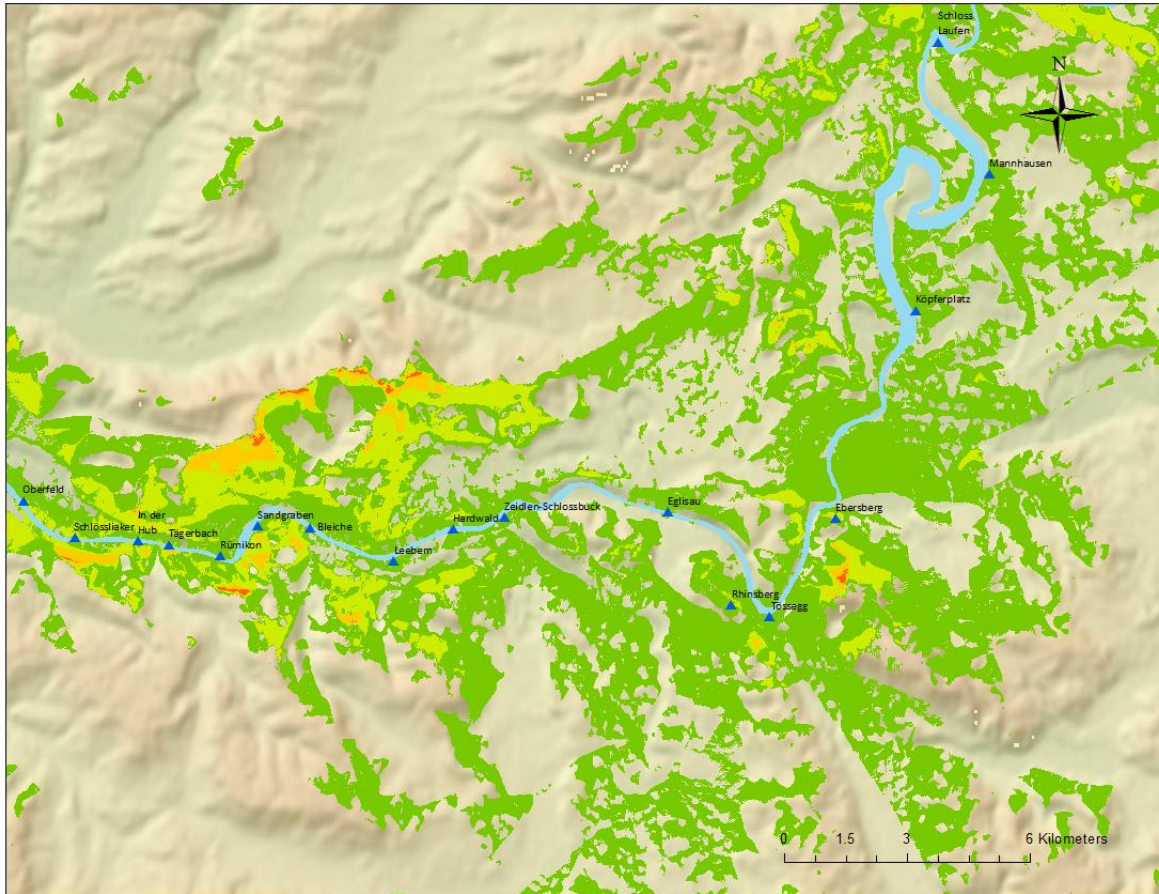 Schloss
Laufen
N
Mannhausen
Köpferplatz
Oberfeld
Schlössliaker
In der
Hub
Tägerbach
Rümikon
Sandgraben
Bleiche
Leebern
Hardwald
Zeidlen-Schlossbuck
Eglisau
Ebersberg
Rhinsberg
Tössegg
0 1.5 3 6 Kilometers